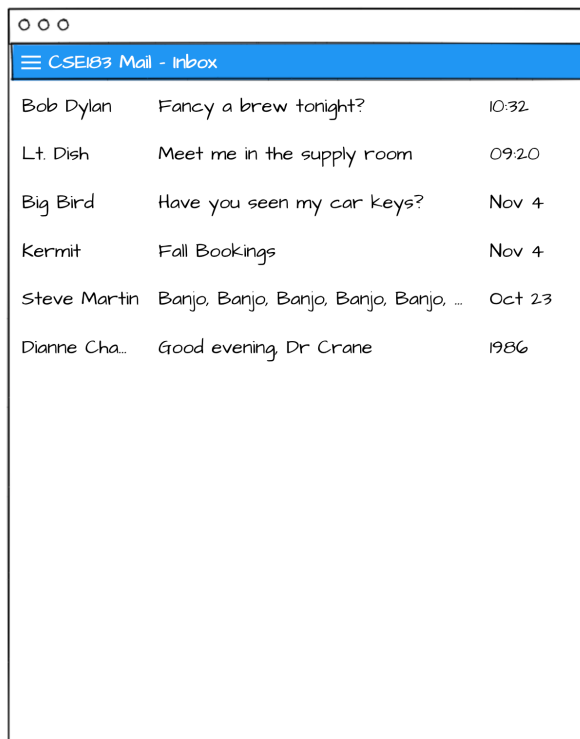 CSE183 Mail - Inbox
Bob Dylan Fancy a brew tonight? 10:32
Lt. Dish Meet me in the supply room 09:20
Big Bird Have you seen my car keys? Nov 4
Kermit Fall Bookings Nov 4
Steve Martin Banjo, Banjo, Banjo, Banjo, Banjo, ... Oct 23
Dianne Cha... Good evening, Dr Crane 1986